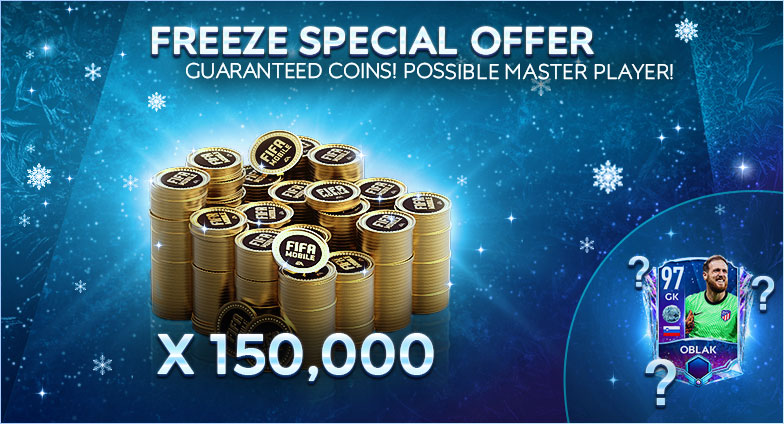 FREEZE SPECIAL OFFER
GUARANTEED COINS! POSSIBLE MASTER PLAYER!
FIFA
MOBILE
FIFA
MOBILE
X 150,000
97
GK
OBLAK
?
?
?